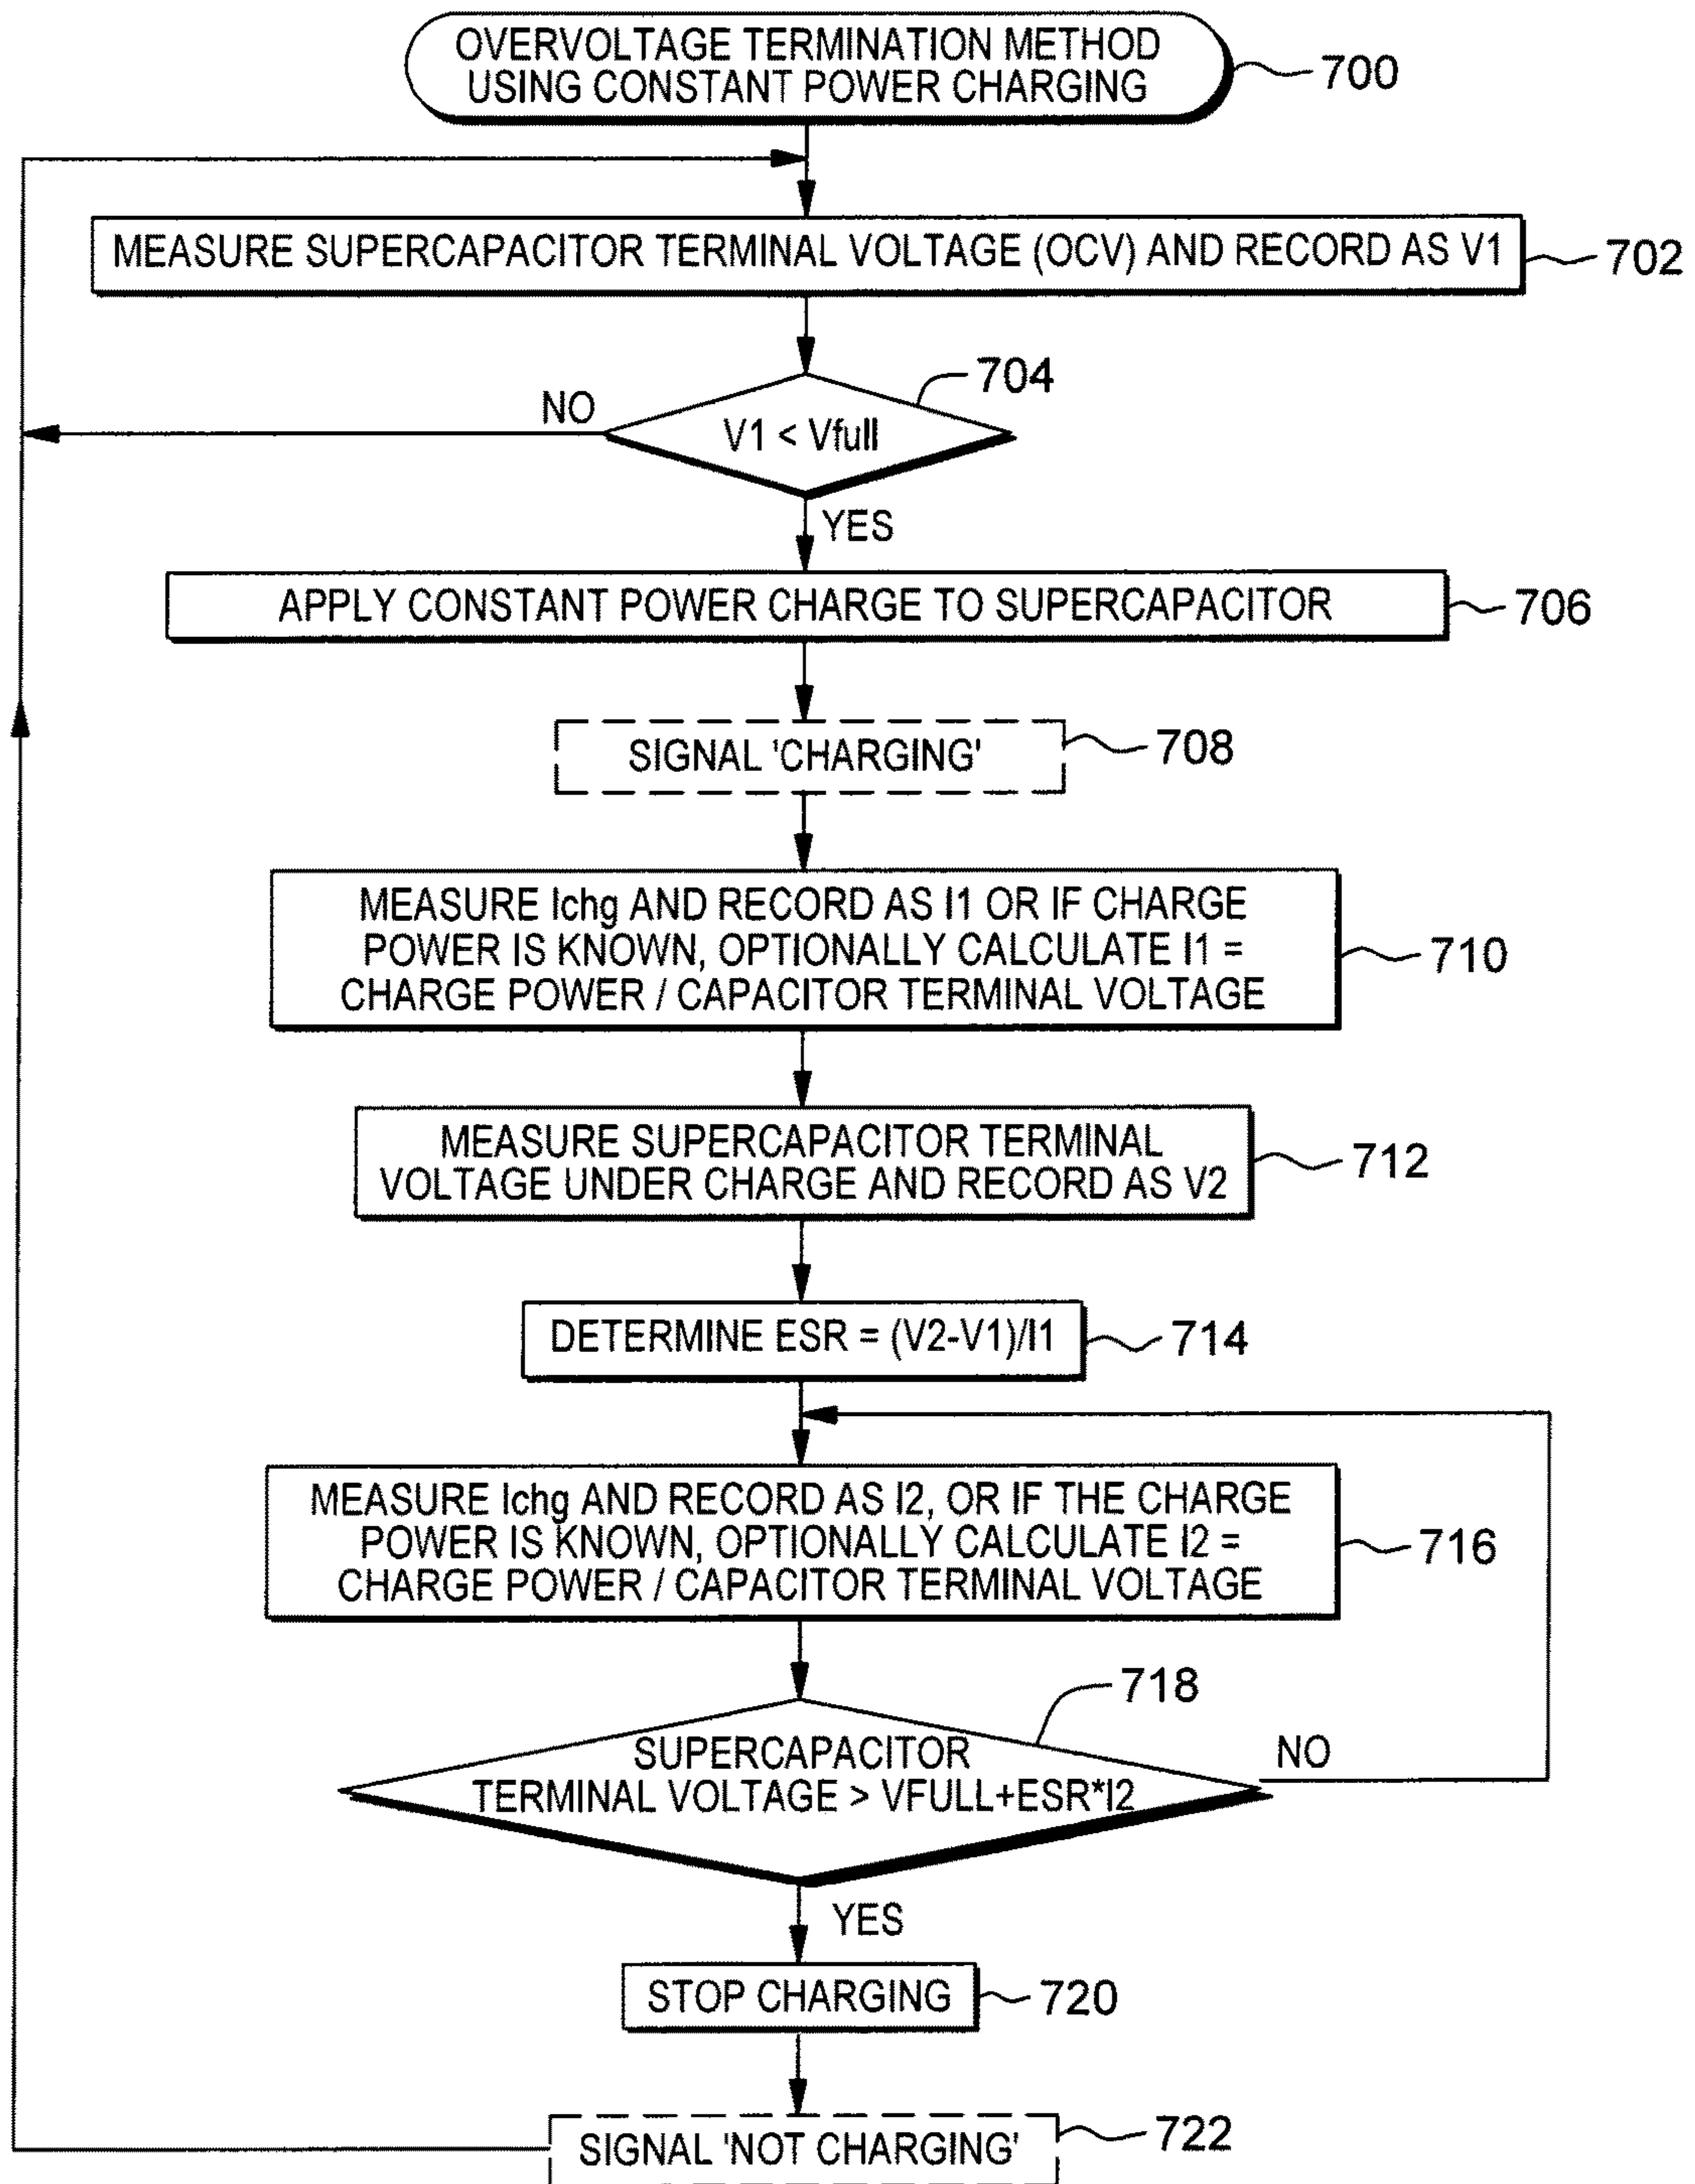 OVERVOLTAGE TERMINATION METHOD
USING CONSTANT POWER CHARGING
700
MEASURE SUPERCAPACITOR TERMINAL VOLTAGE (OCV) AND RECORD AS V1
702
704
NO
V1 < Vfull
YES
APPLY CONSTANT POWER CHARGE TO SUPERCAPACITOR
706
SIGNAL 'CHARGING'
708
MEASURE Ichg AND RECORD AS I1 OR IF CHARGE
POWER IS KNOWN, OPTIONALLY CALCULATE I1 =
CHARGE POWER / CAPACITOR TERMINAL VOLTAGE
710
MEASURE SUPERCAPACITOR TERMINAL
VOLTAGE UNDER CHARGE AND RECORD AS V2
712
DETERMINE ESR = (V2-V1)/I1
714
MEASURE Ichg AND RECORD AS I2, OR IF THE CHARGE
POWER IS KNOWN, OPTIONALLY CALCULATE I2 =
CHARGE POWER / CAPACITOR TERMINAL VOLTAGE
716
718
SUPERCAPACITOR
TERMINAL VOLTAGE > VFULL+ESR*I2
NO
YES
STOP CHARGING
720
SIGNAL 'NOT CHARGING'
722